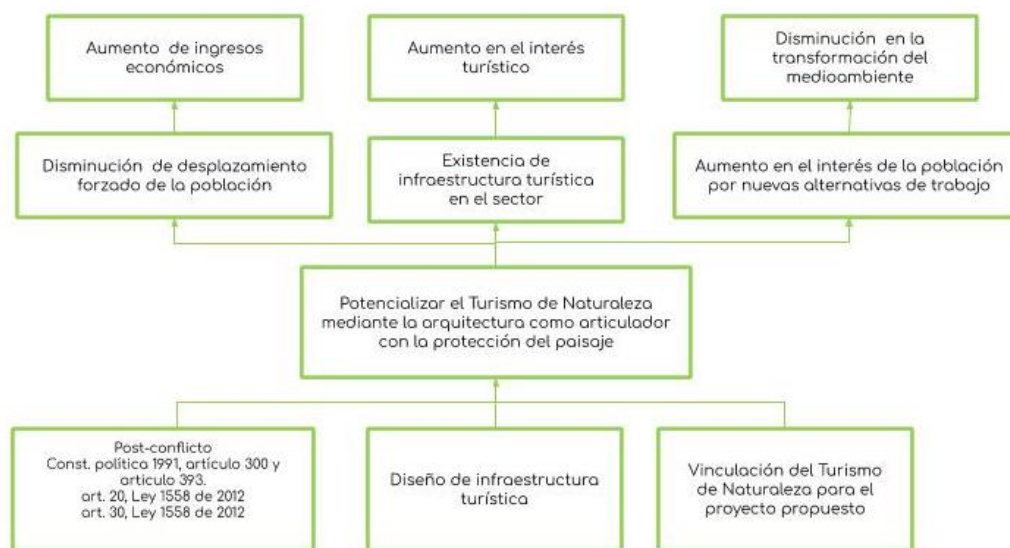 Aumento de ingresos
económicos
Aumento en el interés
turístico
Disminución en la
transformación del
medioambiente
Disminución de desplazamiento
forzado de la población
Existencia de
infraestructura turística
en el sector
Aumento en el interés de la población
por nuevas alternativas de trabajo
Potencializar el Turismo de Naturaleza
mediante la arquitectura como articulador
con la protección del paisaje
Post-conflicto
Const. política 1991, artículo 300 y
articulo 393.
art. 20, Ley 1558 de 2012
art. 30, Ley 1558 de 2012
Diseño de infraestructura
turística
Vinculación del Turismo
de Naturaleza para el
proyecto propuesto